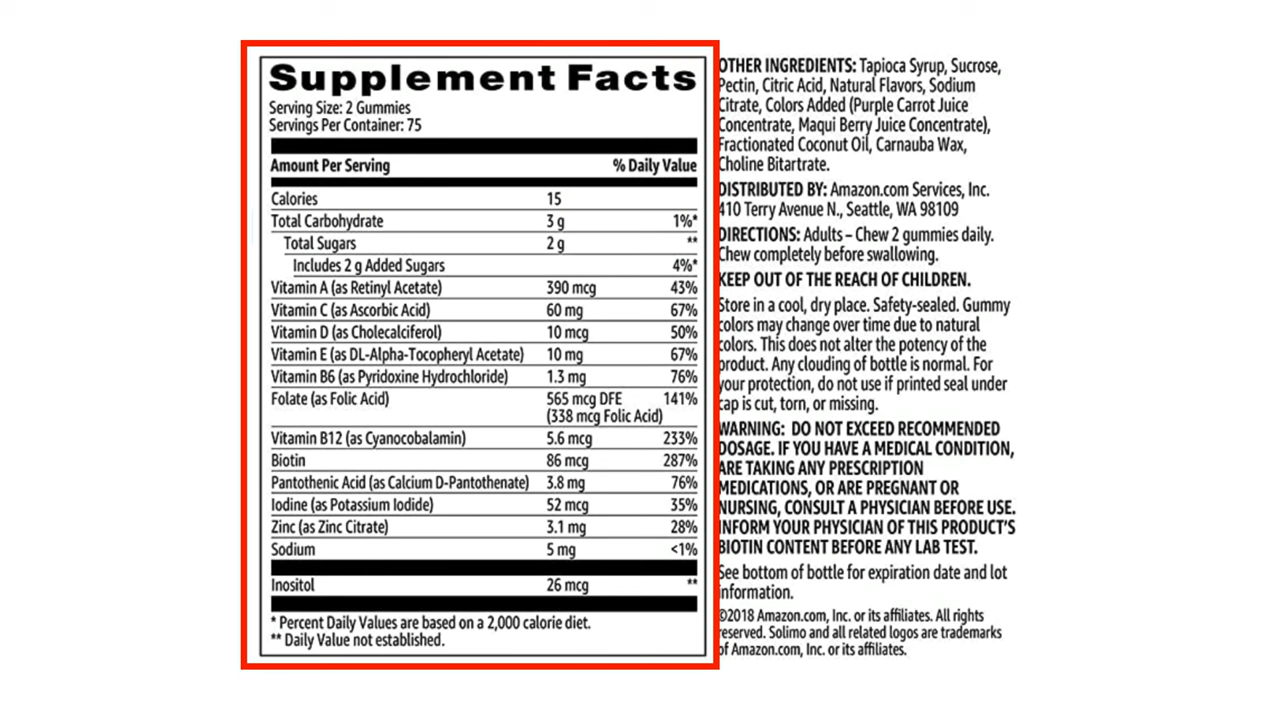 Supplement Facts
Serving Size: 2 Gummies
Servings Per Container: 75
Amount Per Serving % Daily Value
Calories 15
Total Carbohydrate 3 g 1%*
Total Sugars 2 g **
Includes 2 g Added Sugars 4%*
Vitamin A (as Retinyl Acetate) 390 mcg 43%
Vitamin C (as Ascorbic Acid) 60 mg 67%
Vitamin D (as Cholecalciferol) 10 mcg 50%
Vitamin E (as DL-Alpha-Tocopheryl Acetate) 10 mg 67%
Vitamin B6 (as Pyridoxine Hydrochloride) 1.3 mg 76%
Folate (as Folic Acid) 565 mcg DFE 141%
(338 mcg Folic Acid)
Vitamin B12 (as Cyanocobalamin) 5.6 mcg 233%
Biotin 86 mcg 287%
Pantothenic Acid (as Calcium D-Pantothenate) 3.8 mg 76%
Iodine (as Potassium Iodide) 52 mcg 35%
Zinc (as Zinc Citrate) 3.1 mg 28%
Sodium 5 mg <1%
Inositol 26 mcg **
* Percent Daily Values are based on a 2,000 calorie diet.
** Daily Value not established.
OTHER INGREDIENTS: Tapioca Syrup, Sucrose,
Pectin, Citric Acid, Natural Flavors, Sodium
Citrate, Colors Added (Purple Carrot Juice
Concentrate, Maqui Berry Juice Concentrate),
Fractionated Coconut Oil, Carnauba Wax,
Choline Bitartrate.
DISTRIBUTED BY: Amazon.com Services, Inc.
410 Terry Avenue N., Seattle, WA 98109
DIRECTIONS: Adults – Chew 2 gummies daily.
Chew completely before swallowing.
KEEP OUT OF THE REACH OF CHILDREN.
Store in a cool, dry place. Safety-sealed. Gummy
colors may change over time due to natural
colors. This does not alter the potency of the
product. Any clouding of bottle is normal. For
your protection, do not use if printed seal under
cap is cut, torn, or missing.
WARNING: DO NOT EXCEED RECOMMENDED
DOSAGE. IF YOU HAVE A MEDICAL CONDITION,
ARE TAKING ANY PRESCRIPTION
MEDICATIONS, OR ARE PREGNANT OR
NURSING, CONSULT A PHYSICIAN BEFORE USE.
INFORM YOUR PHYSICIAN OF THIS PRODUCT'S
BIOTIN CONTENT BEFORE ANY LAB TEST.
See bottom of bottle for expiration date and lot
information.
©2018 Amazon.com, Inc. or its affiliates. All rights
reserved. Solimo and all related logos are trademarks
of Amazon.com, Inc. or its affiliates.